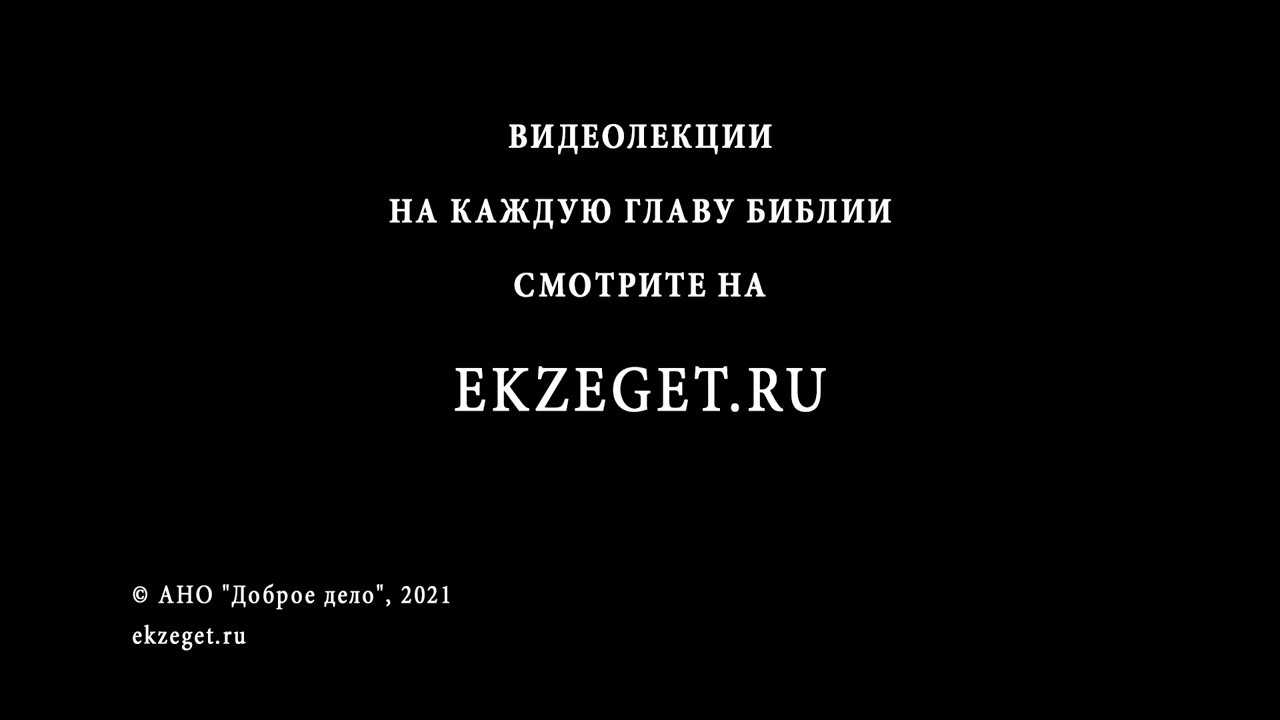 ВИДЕОЛЕКЦИИ
НА КАЖДУЮ ГЛАВУ БИБЛИИ
СМОТРИТЕ НА
EKZEGET.RU
© АНО "Доброе дело", 2021
ekzeget.ru